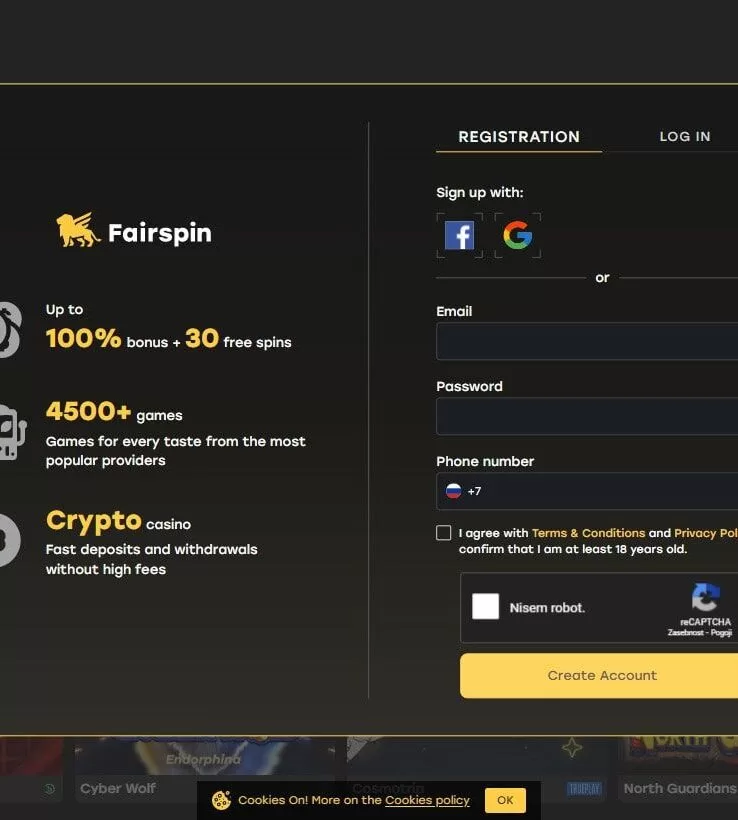 REGISTRATION
LOG IN
Fairspin
Up to
100% bonus + 30 free spins
4500+ games
Games for every taste from the most
popular providers
Crypto casino
Fast deposits and withdrawals
without high fees
Sign up with:
or
Email
Password
Phone number
+7
I agree with Terms & Conditions and Privacy Pol
confirm that I am at least 18 years old.
Nisem robot.
reCAPTCHA
Zasebnost - Pogoji
Create Account
Endorphina
Cyber Wolf
Cosmotrip
TRUEPLAY
North Guardians
Cookies On! More on the Cookies policy
OK